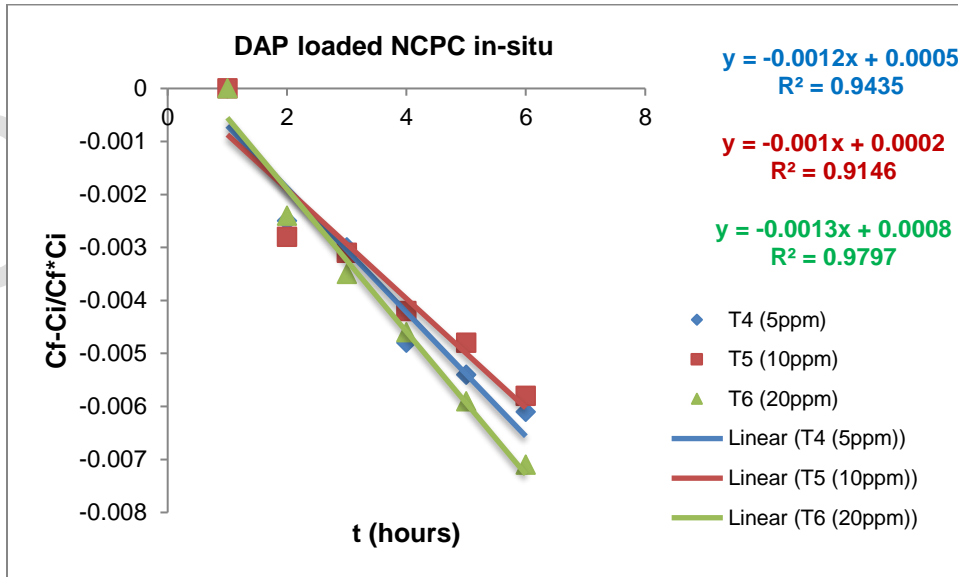 DAP loaded NCPC in-situ
y = -0.0012x + 0.0005
R² = 0.9435
y = -0.001x + 0.0002
R² = 0.9146
y = -0.0013x + 0.0008
R² = 0.9797
0
-0.001
-0.002
-0.003
-0.004
-0.005
-0.006
-0.007
-0.008
0 2 4 6 8
Cf-Ci/Cf*Ci
t (hours)
T4 (5ppm)
T5 (10ppm)
T6 (20ppm)
Linear (T4 (5ppm))
Linear (T5 (10ppm))
Linear (T6 (20ppm))